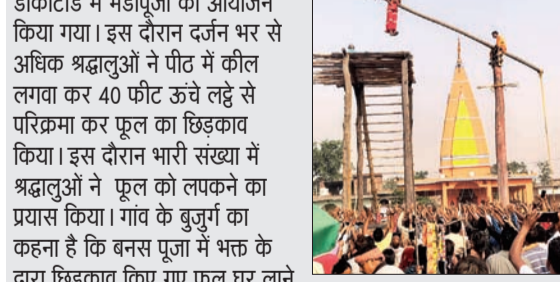 में मंडापूजा का आयोजन
किया गया। इस दौरान दर्जन भर से
अधिक श्रद्धालुओं ने पीठ में कील
लगवा कर 40 फीट ऊंचे लट्ठे से
परिक्रमा कर फूल का छिड़काव
किया। इस दौरान भारी संख्या में
श्रद्धालुओं ने फूल को लपकने का
प्रयास किया। गांव के बुजुर्ग का
कहना है कि बनस पूजा में भक्त के
द्वारा छिड़काव किए गए फूल घर लाने